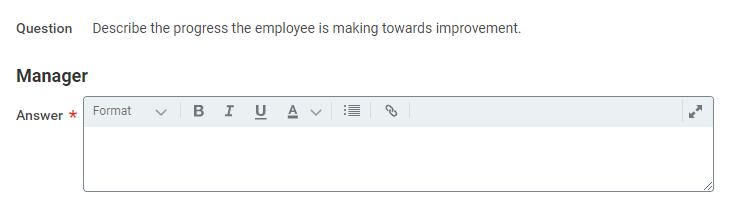 Question Describe the progress the employee is making towards improvement.
Manager
Answer *
Format B I U A